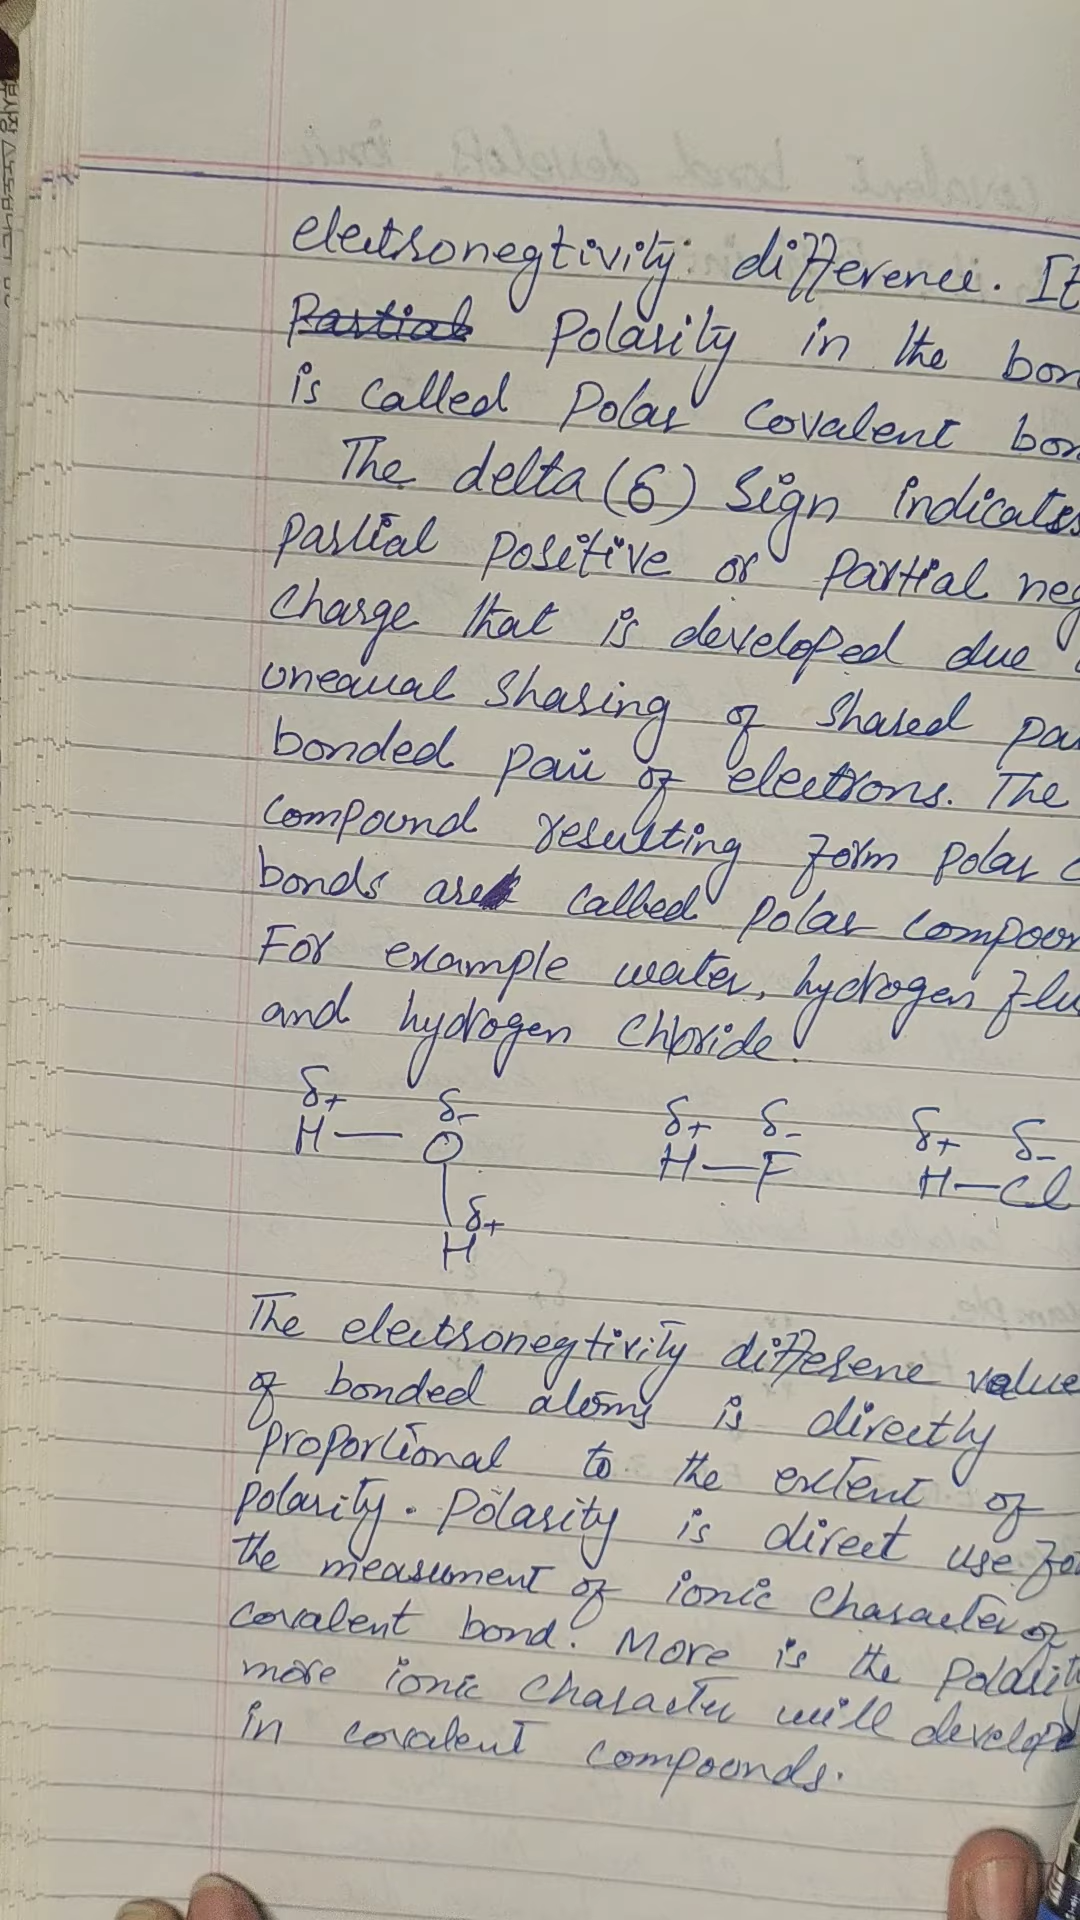 electronegtivity difference. It
Partial Polarity in the bon
is called Polar covalent bon
The delta (δ) Sign indicates
partial positive or partial neg
charge that is developed due
unequal sharing of shared pai
bonded pair of electrons. The
compound resulting form polar c
bonds are called polar compoun
For example water, hydrogen flu
and hydrogen Chloride.
δ+ δ- δ+ δ- δ+ δ-
H—O H—F H—Cl
δ+
H
The electronegtivity differene value
of bonded atoms is directly
proportional to the extent of
polarity. Polarity is direct use for
the measument of ionic character of
covalent bond. More is the Polarit
more ionic character will develop
in covalent compounds.